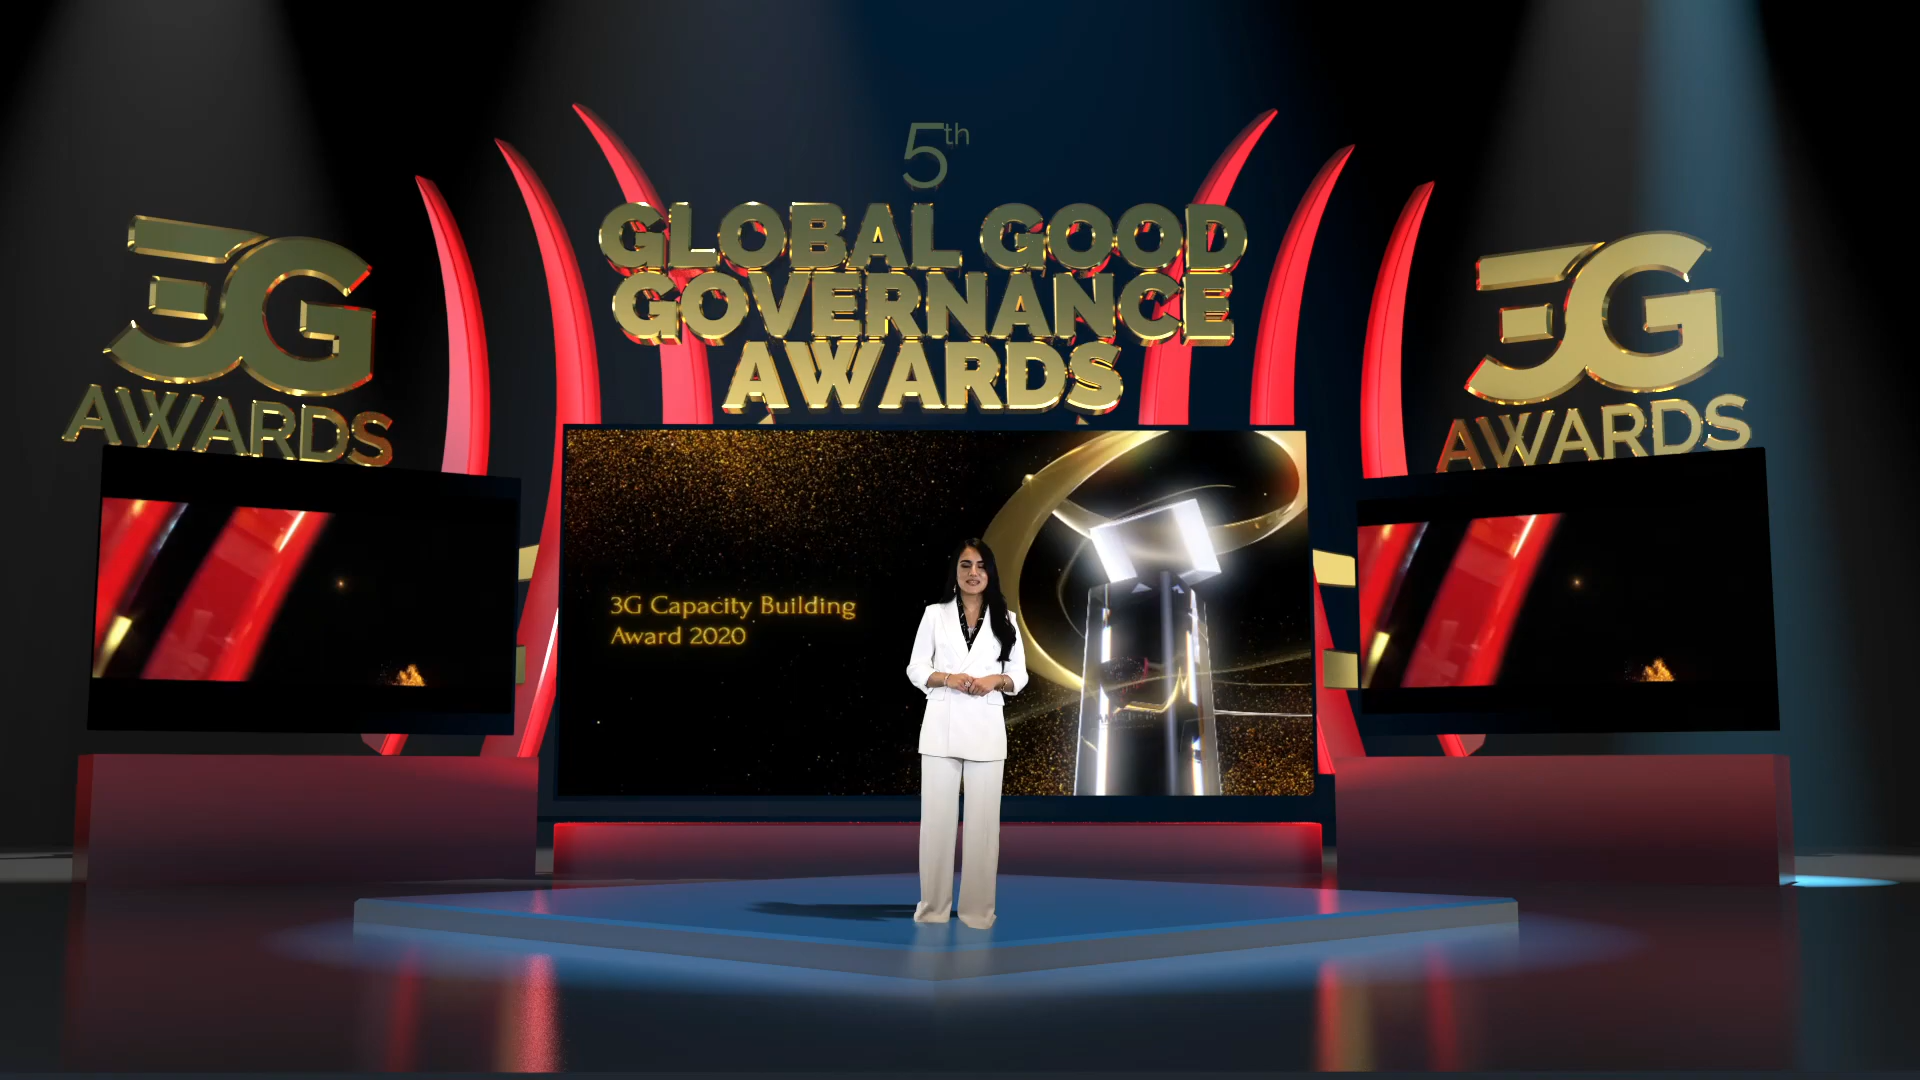 5th
GLOBAL GOOD
GOVERNANCE
AWARDS
3G
AWARDS
3G
AWARDS
3G Capacity Building
Award 2020